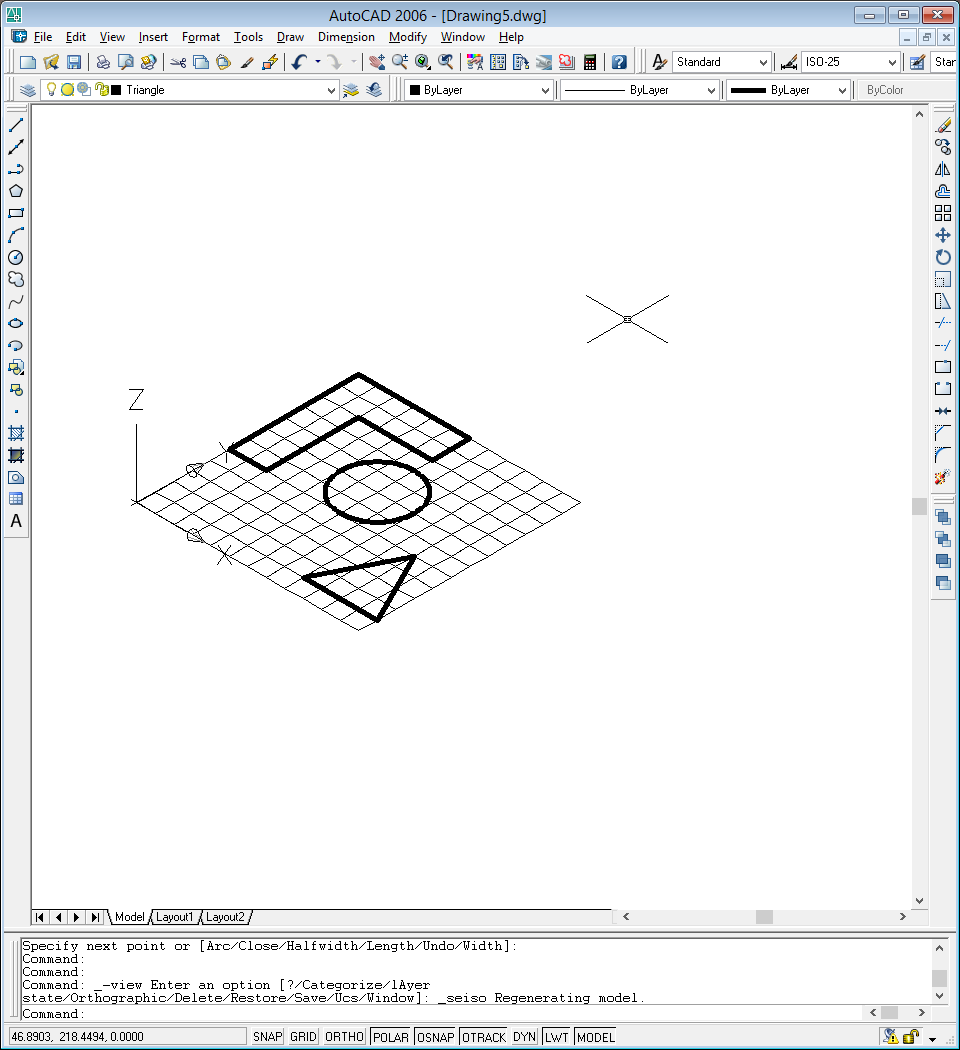 AutoCAD 2006 - [Drawing5.dwg]
File Edit View Insert Format Tools Draw Dimension Modify Window Help
Standard ISO-25 Star
Triangle ByLayer ByLayer ByLayer ByColor
Z
Y
X
A
Model Layout1 Layout2
Specify next point or [Arc/Close/Halfwidth/Length/Undo/Width]:
Command:
Command:
Command: _-view Enter an option [?/Categorize/lAyer
state/Orthographic/Delete/Restore/Save/Ucs/Window]: _seiso Regenerating model.
Command:
46.8903, 218.4494, 0.0000 SNAP GRID ORTHO POLAR OSNAP OTRACK DYN LWT MODEL